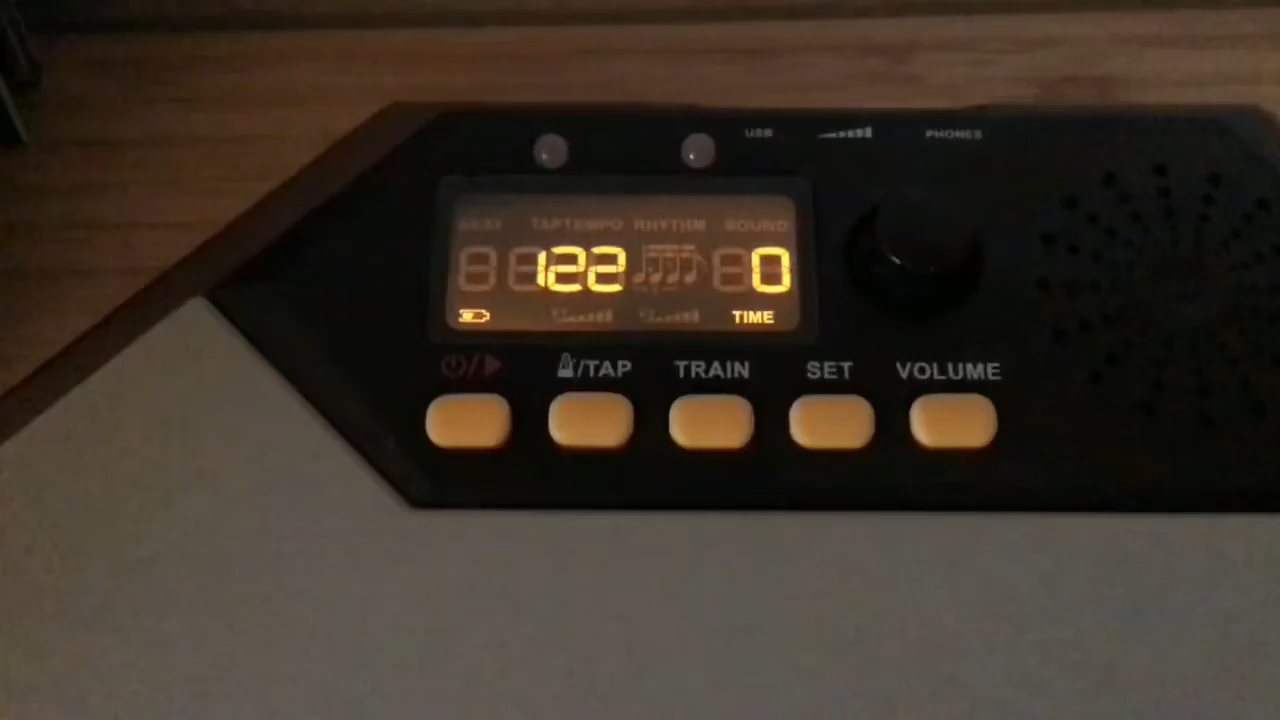 USB PHONES
TAPTEMPO RHYTHM SOUND
122 0
TIME
/TAP TRAIN SET VOLUME